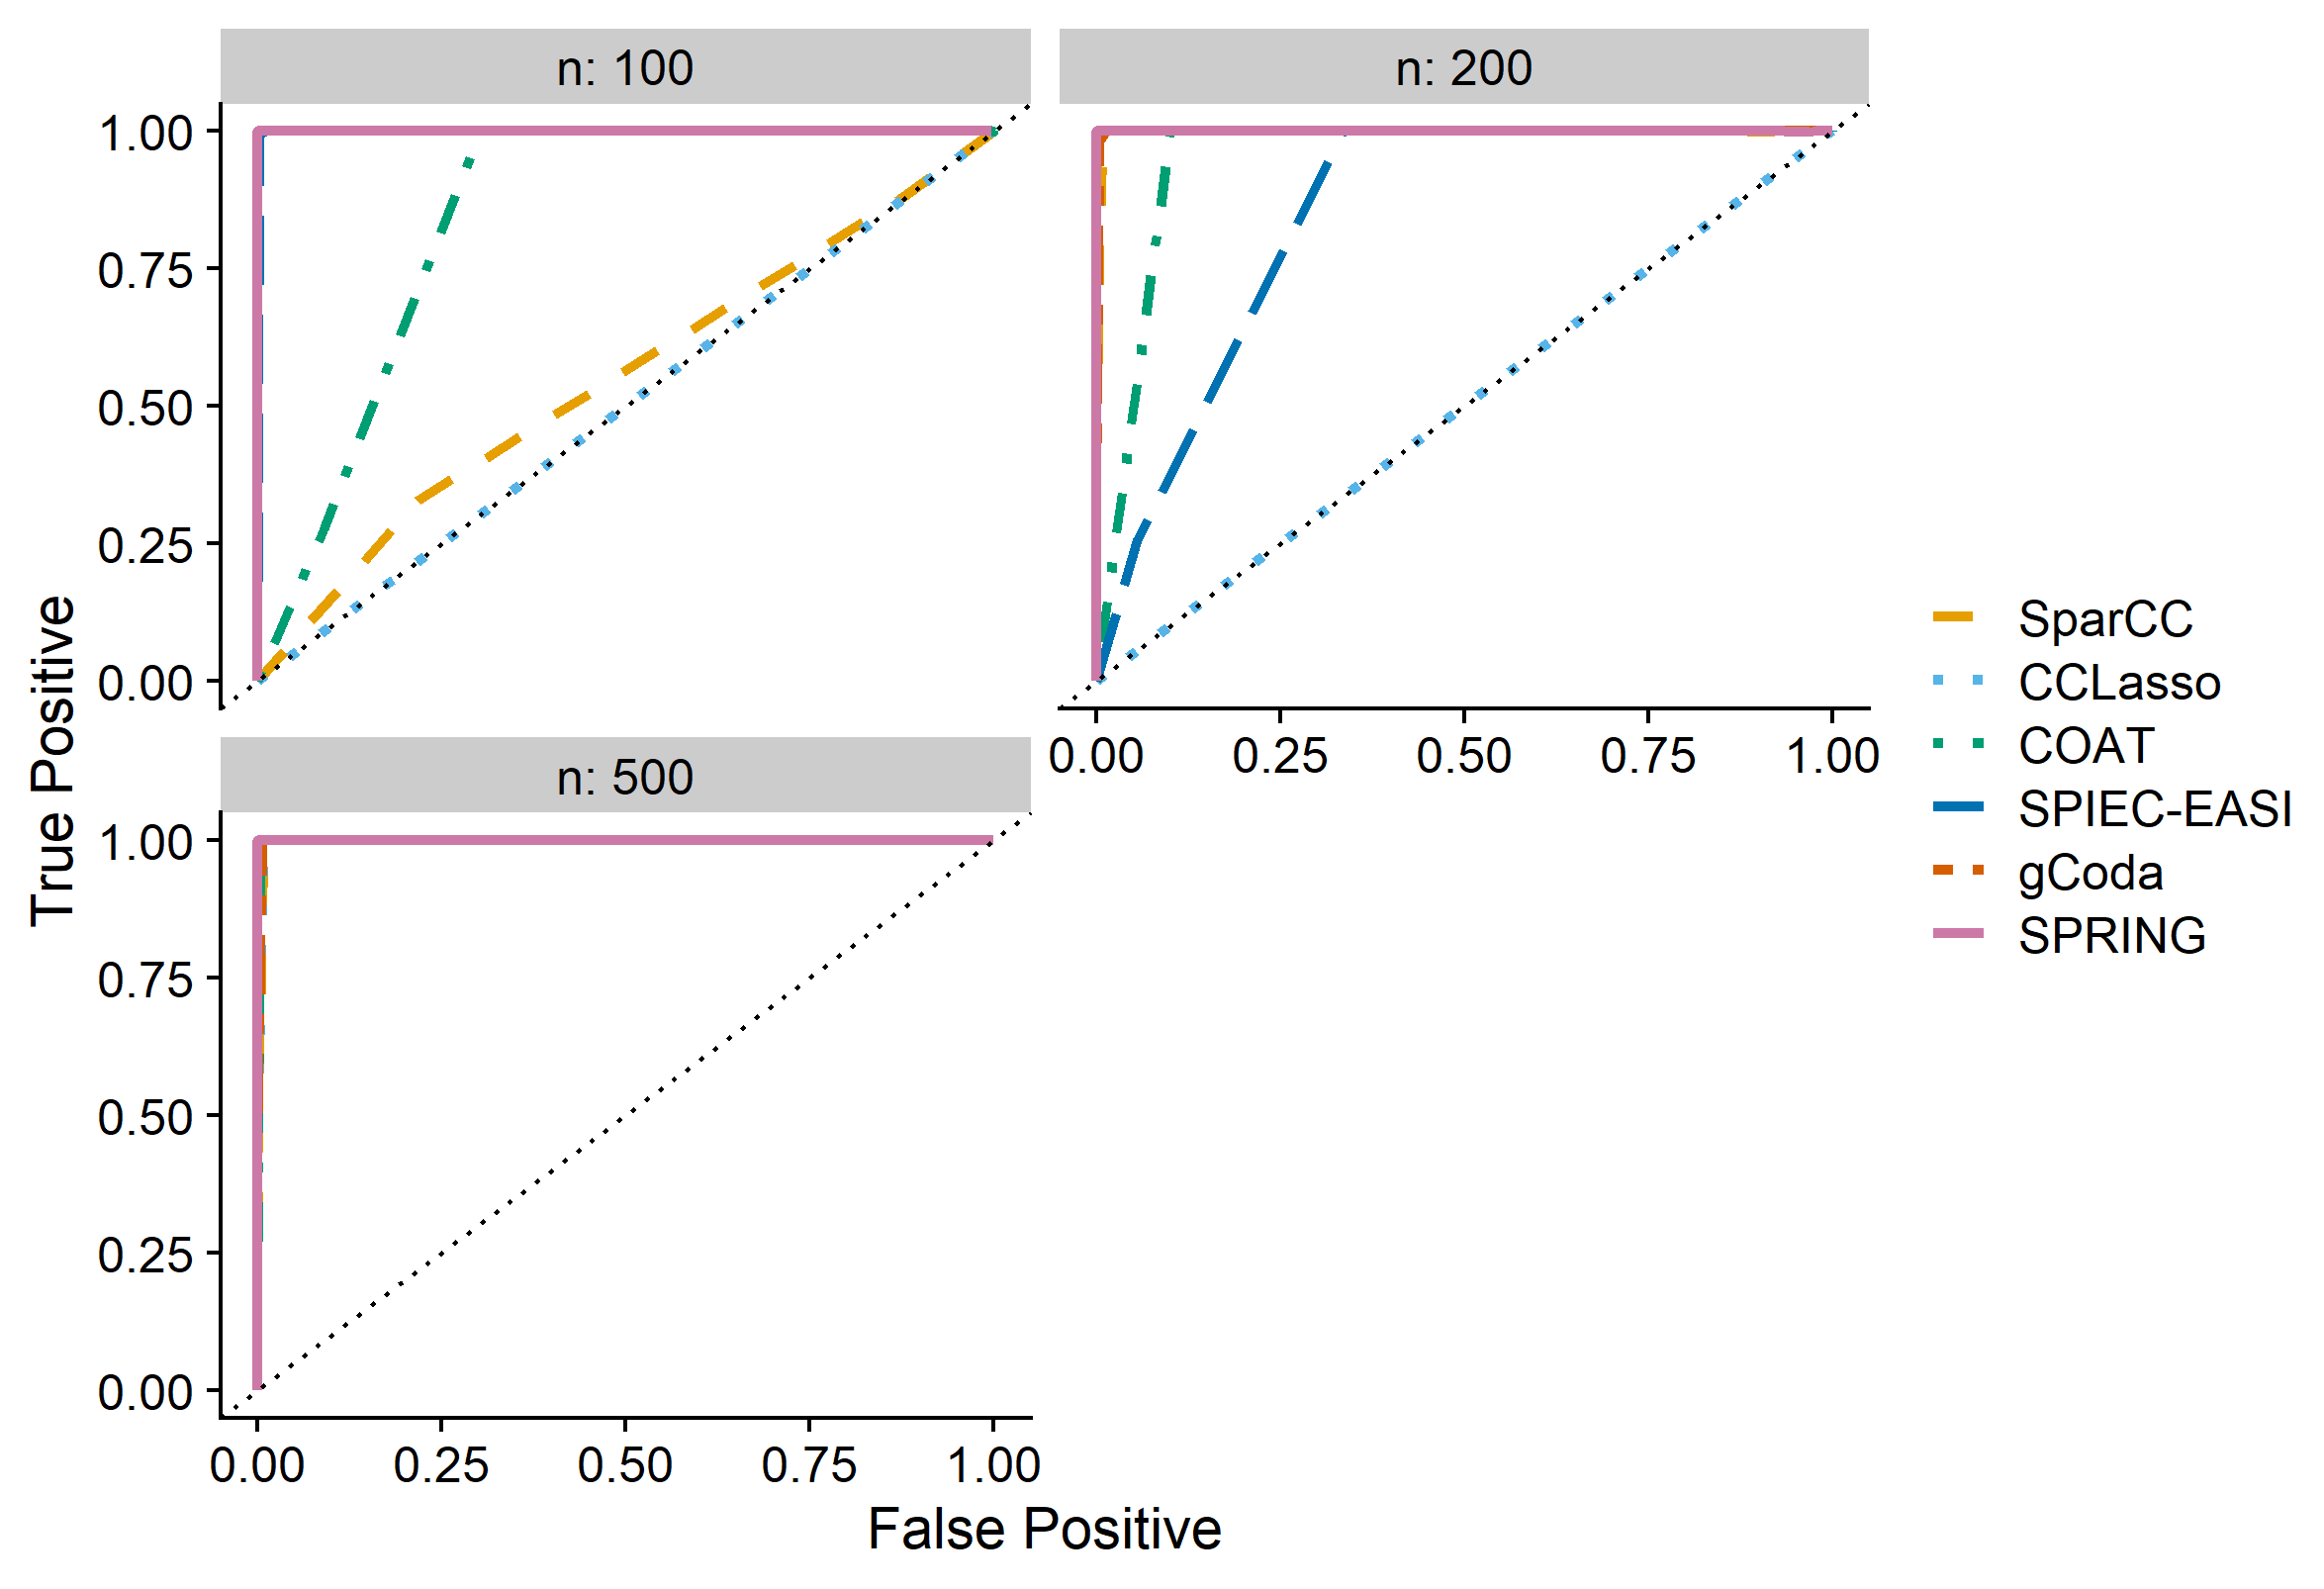 n: 100
n: 200
1.00
0.75
0.50
0.25
0.00
0.00 0.25 0.50 0.75 1.00
n: 500
1.00
0.75
0.50
0.25
0.00
0.00 0.25 0.50 0.75 1.00
True Positive
False Positive
SparCC
CCLasso
COAT
SPIEC-EASI
gCoda
SPRING